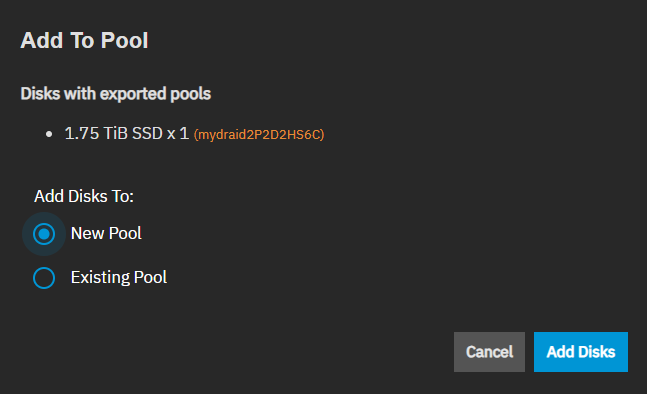 Add To Pool
Disks with exported pools
1.75 TiB SSD x 1 (mydraid2P2D2HS6C)
Add Disks To:
New Pool
Existing Pool
Cancel Add Disks